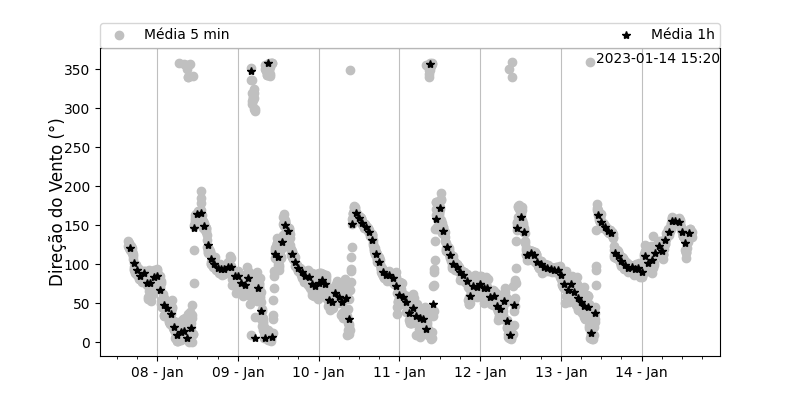 Média 5 min
Média 1h
2023-01-14 15:20
Direção do Vento (°)
350
300
250
200
150
100
50
0
08 - Jan
09 - Jan
10 - Jan
11 - Jan
12 - Jan
13 - Jan
14 - Jan